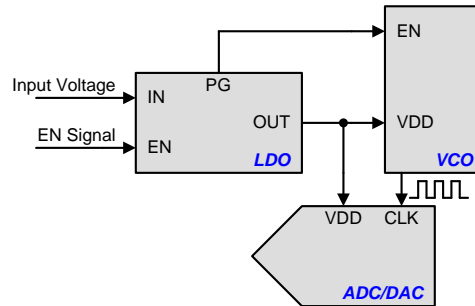 EN
PG
Input Voltage
IN
OUT
VDD
EN Signal
EN
LDO
VCO
VDD
CLK
ADC/DAC